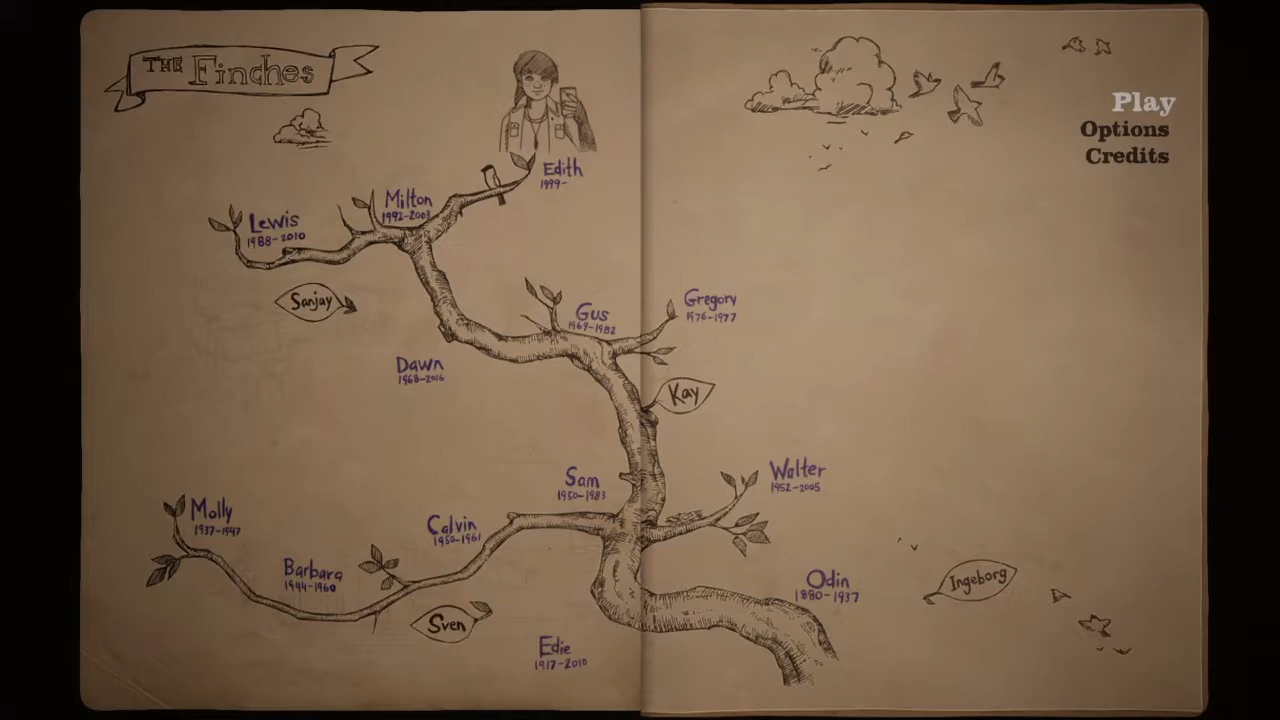 THE Finches
Play
Options
Credits
Edith
1999-
Milton
1992-2003
Lewis
1988-2010
Sanjay
Gus
1969-1982
Gregory
1976-1977
Dawn
1968-2016
Kay
Sam
1950-1983
Walter
1952-2005
Molly
1937-1947
Calvin
1950-1961
Barbara
1944-1960
Odin
1880-1937
Ingeborg
Sven
Edie
1917-2010